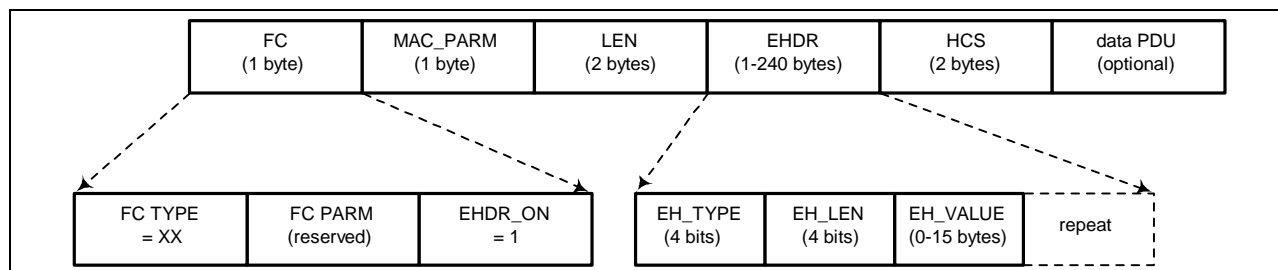 FC
(1 byte)
MAC_PARM
(1 byte)
LEN
(2 bytes)
EHDR
(1-240 bytes)
HCS
(2 bytes)
data PDU
(optional)
FC TYPE
= XX
FC PARM
(reserved)
EHDR_ON
= 1
EH_TYPE
(4 bits)
EH_LEN
(4 bits)
EH_VALUE
(0-15 bytes)
repeat